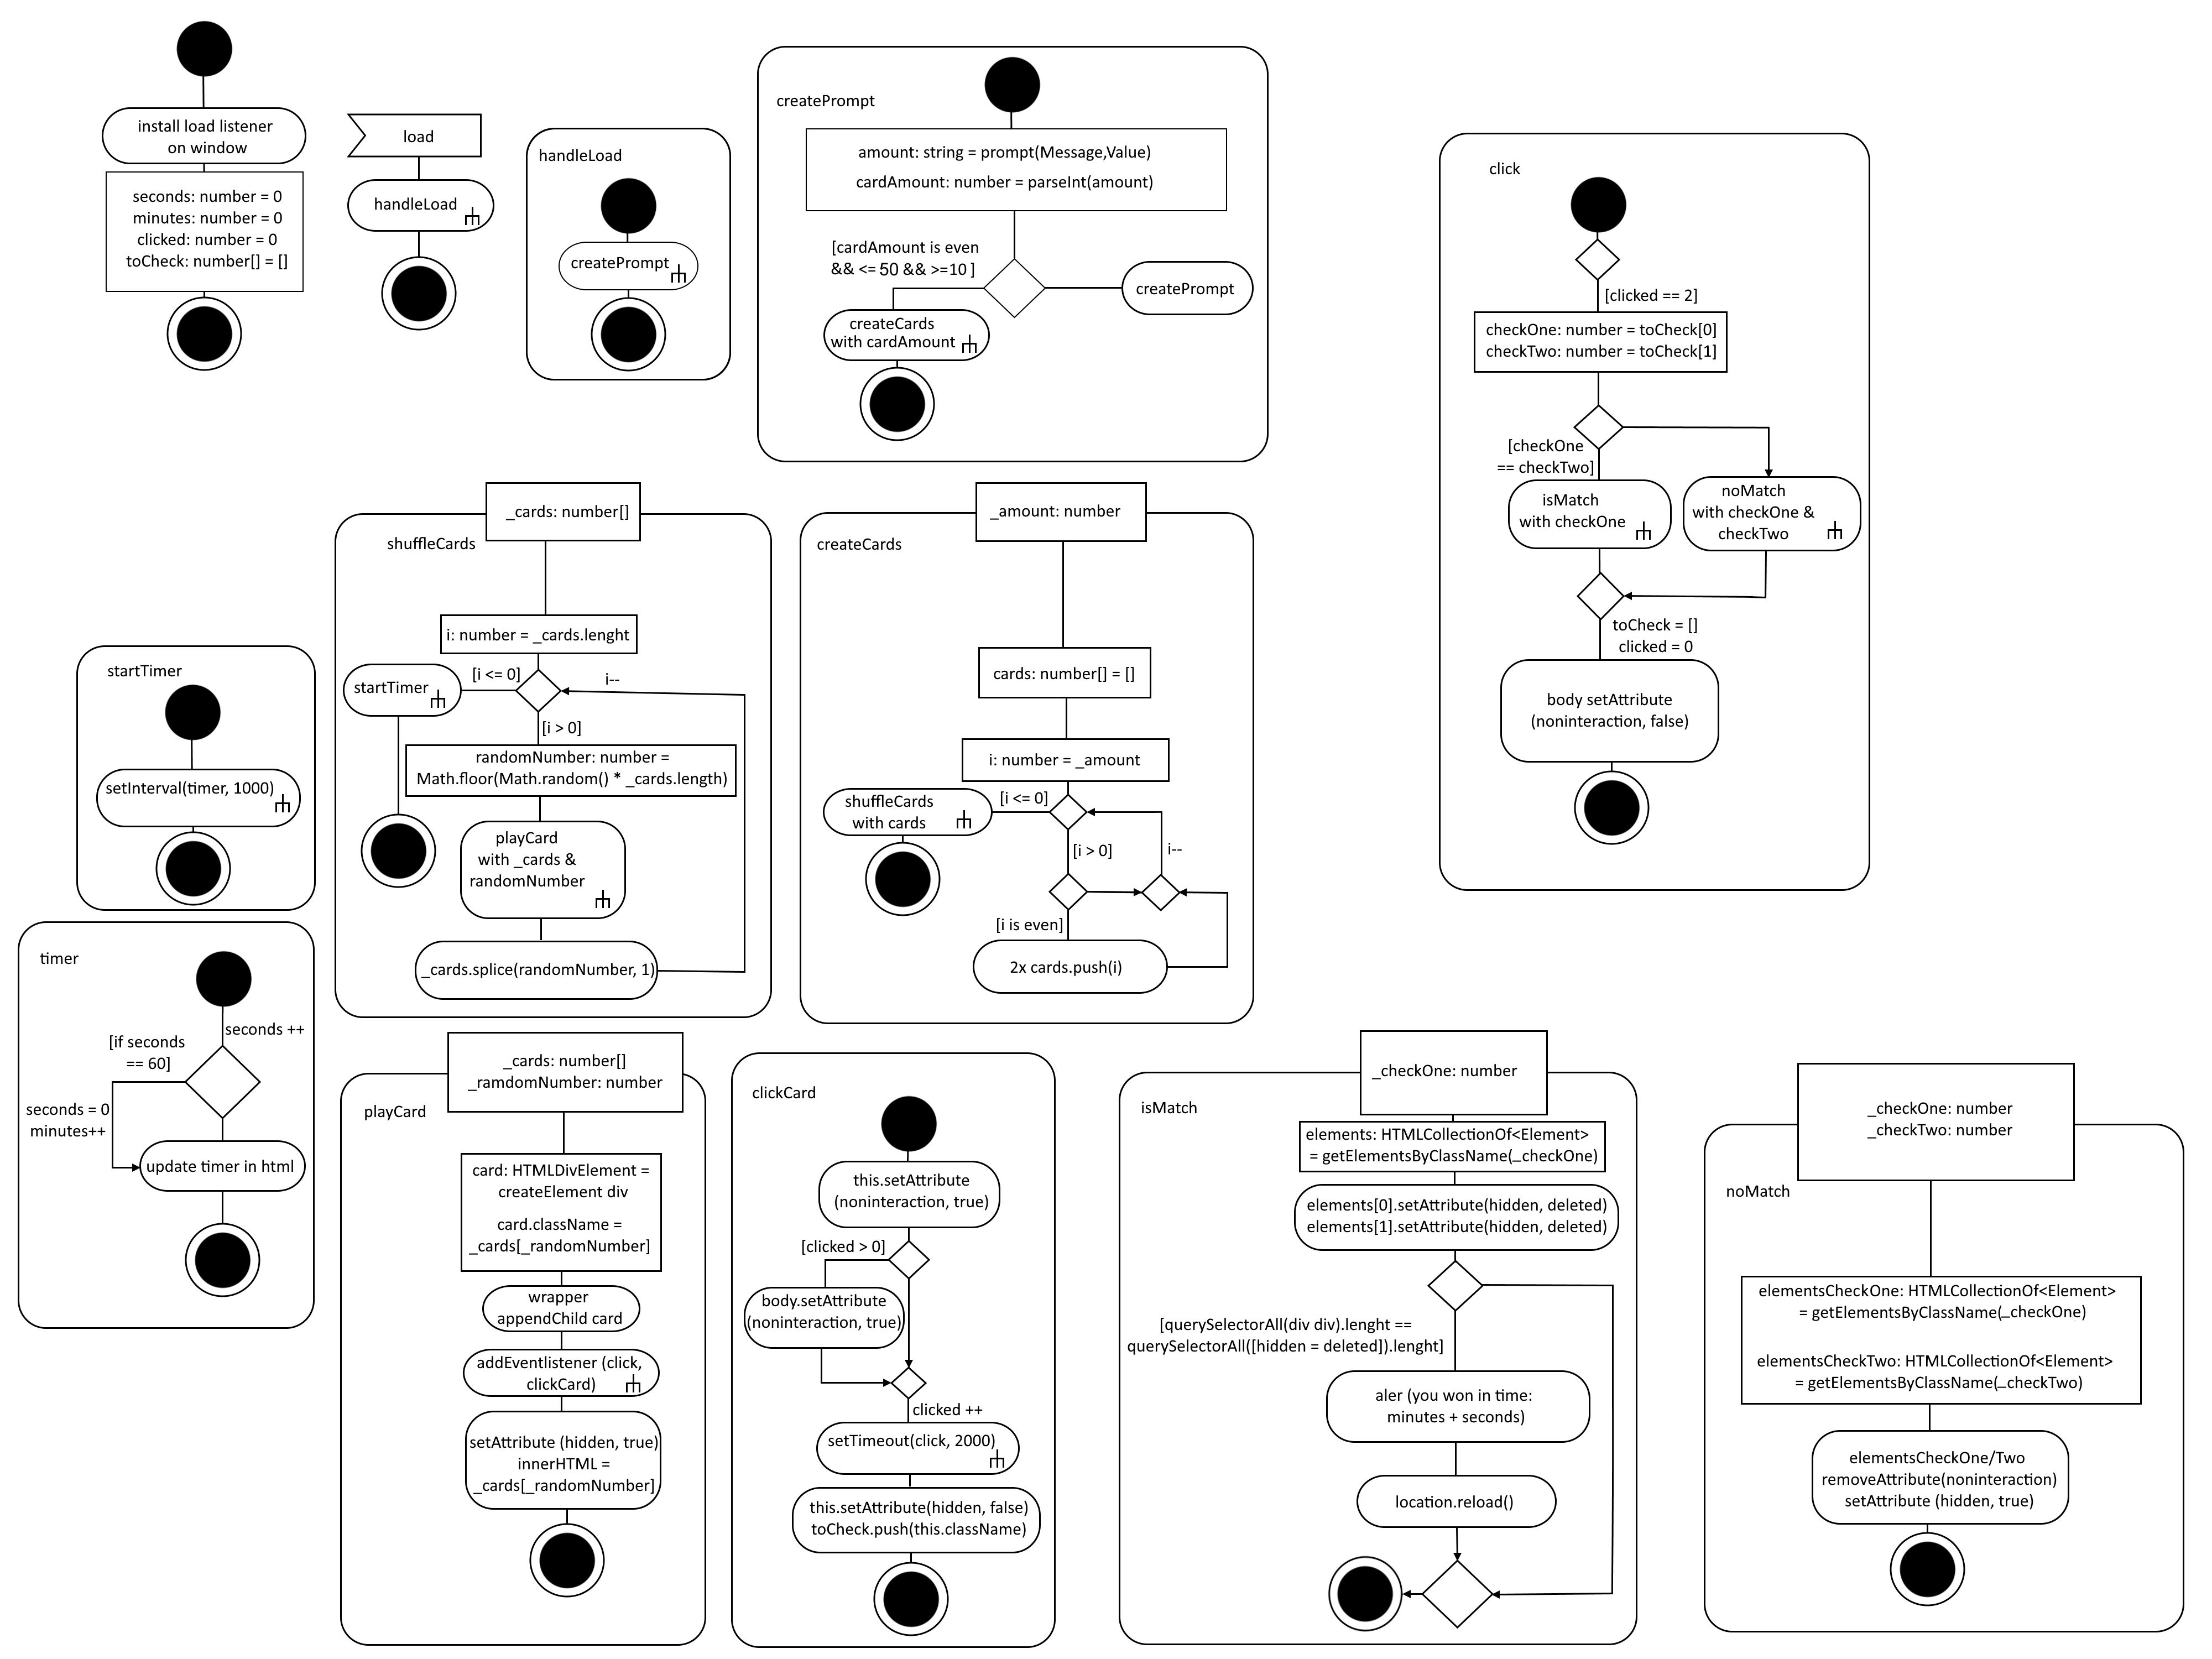 install load listener
on window
seconds: number = 0
minutes: number = 0
clicked: number = 0
toCheck: number[] = []
load
handleLoad
handleLoad
createPrompt
createPrompt
amount: string = prompt(Message,Value)
cardAmount: number = parseInt(amount)
[cardAmount is even
&& <= 50 && >=10 ]
createPrompt
createCards
with cardAmount
click
[clicked == 2]
checkOne: number = toCheck[0]
checkTwo: number = toCheck[1]
[checkOne
== checkTwo]
isMatch
with checkOne
noMatch
with checkOne &
checkTwo
toCheck = []
clicked = 0
body setAttribute
(noninteraction, false)
_cards: number[]
shuffleCards
i: number = _cards.lenght
[i <= 0]
i--
startTimer
[i > 0]
randomNumber: number =
Math.floor(Math.random() * _cards.length)
playCard
with _cards &
randomNumber
_cards.splice(randomNumber, 1)
_amount: number
createCards
cards: number[] = []
i: number = _amount
[i <= 0]
shuffleCards
with cards
[i > 0]
i--
[i is even]
2x cards.push(i)
startTimer
setInterval(timer, 1000)
timer
seconds ++
[if seconds
== 60]
seconds = 0
minutes++
update timer in html
_cards: number[]
_ramdomNumber: number
playCard
card: HTMLDivElement =
createElement div
card.className =
_cards[_randomNumber]
wrapper
appendChild card
addEventlistener (click,
clickCard)
setAttribute (hidden, true)
innerHTML =
_cards[_randomNumber]
clickCard
this.setAttribute
(noninteraction, true)
[clicked > 0]
body.setAttribute
(noninteraction, true)
clicked ++
setTimeout(click, 2000)
this.setAttribute(hidden, false)
toCheck.push(this.className)
_checkOne: number
isMatch
elements: HTMLCollectionOf<Element>
= getElementsByClassName(_checkOne)
elements[0].setAttribute(hidden, deleted)
elements[1].setAttribute(hidden, deleted)
[querySelectorAll(div div).lenght ==
querySelectorAll([hidden = deleted]).lenght]
aler (you won in time:
minutes + seconds)
location.reload()
_checkOne: number
_checkTwo: number
noMatch
elementsCheckOne: HTMLCollectionOf<Element>
= getElementsByClassName(_checkOne)
elementsCheckTwo: HTMLCollectionOf<Element>
= getElementsByClassName(_checkTwo)
elementsCheckOne/Two
removeAttribute(noninteraction)
setAttribute (hidden, true)